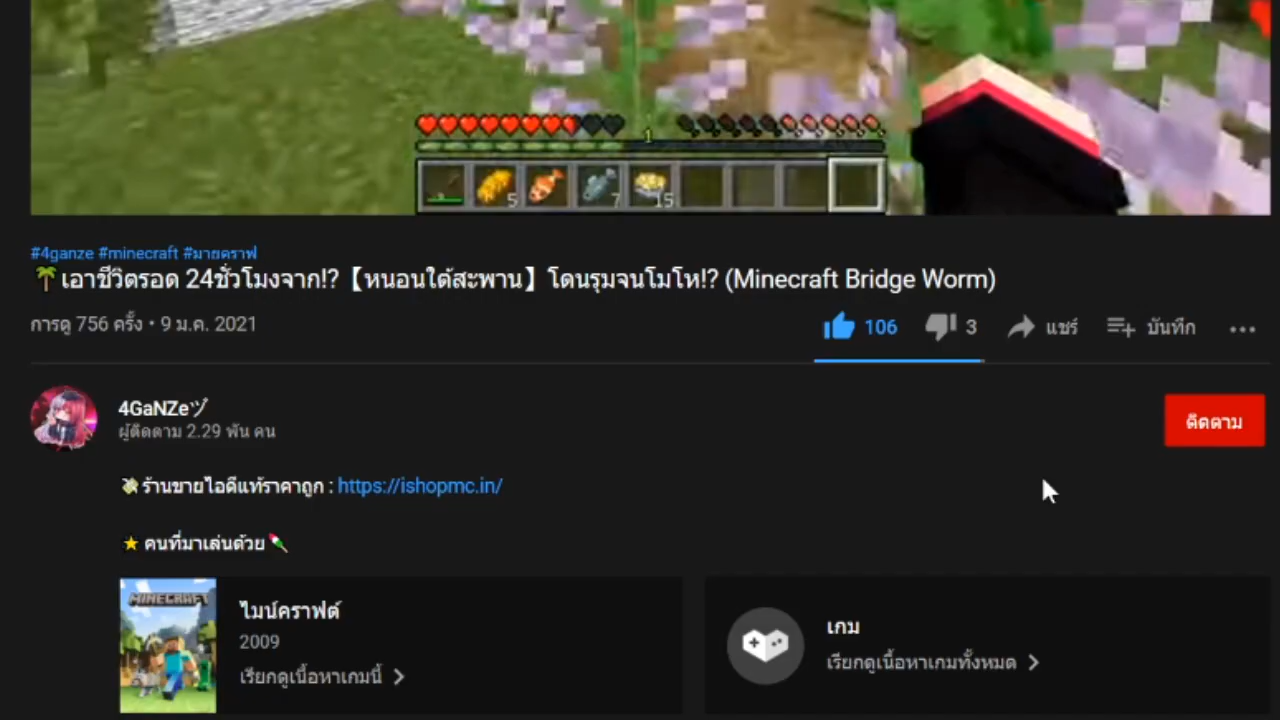 1
5
7
15
#4ganze #minecraft #มายคราฟ
🌴เอาชีวิตรอด 24ชั่วโมงจาก!?【หนอนใต้สะพาน】โดนรุมจนโมโห!? (Minecraft Bridge Worm)
การดู 756 ครั้ง • 9 ม.ค. 2021
106
3
แชร์
บันทึก
4GaNZeヅ
ผู้ติดตาม 2.29 พัน คน
ติดตาม
💸ร้านขายไอดีแท้ราคาถูก : https://ishopmc.in/
⭐ คนที่มาเล่นด้วย
MINECRAFT
ไมน์คราฟต์
2009
เรียกดูเนื้อหาเกมนี้
เกม
เรียกดูเนื้อหาเกมทั้งหมด